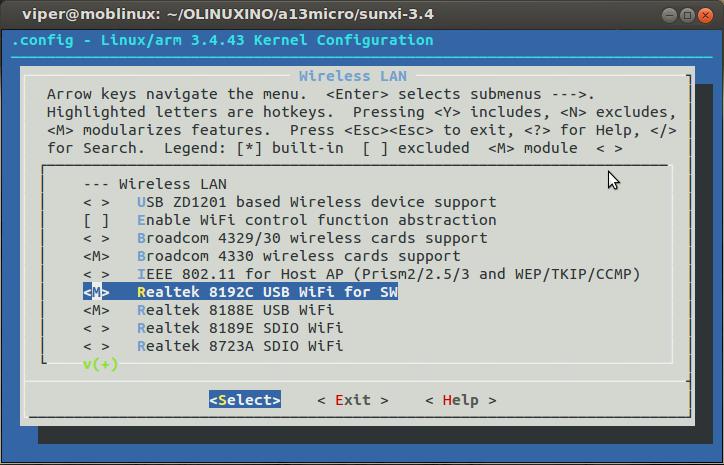 viper@moblinux: ~/OLINUXINO/a13micro/sunxi-3.4
.config - Linux/arm 3.4.43 Kernel Configuration
Wireless LAN
Arrow keys navigate the menu.  <Enter> selects submenus --->.
Highlighted letters are hotkeys.  Pressing <Y> includes, <N> excludes,
<M> modularizes features.  Press <Esc><Esc> to exit, <?> for Help, </>
for Search.  Legend: [*] built-in  [ ] excluded  <M> module  < >
--- Wireless LAN
< >   USB ZD1201 based Wireless device support
[ ]   Enable WiFi control function abstraction
< >   Broadcom 4329/30 wireless cards support
<M>   Broadcom 4330 wireless cards support
< >   IEEE 802.11 for Host AP (Prism2/2.5/3 and WEP/TKIP/CCMP)
<M>   Realtek 8192C USB WiFi for SW
<M>   Realtek 8188E USB WiFi
< >   Realtek 8189E SDIO WiFi
< >   Realtek 8723A SDIO WiFi
v(+)
<Select>    < Exit >    < Help >